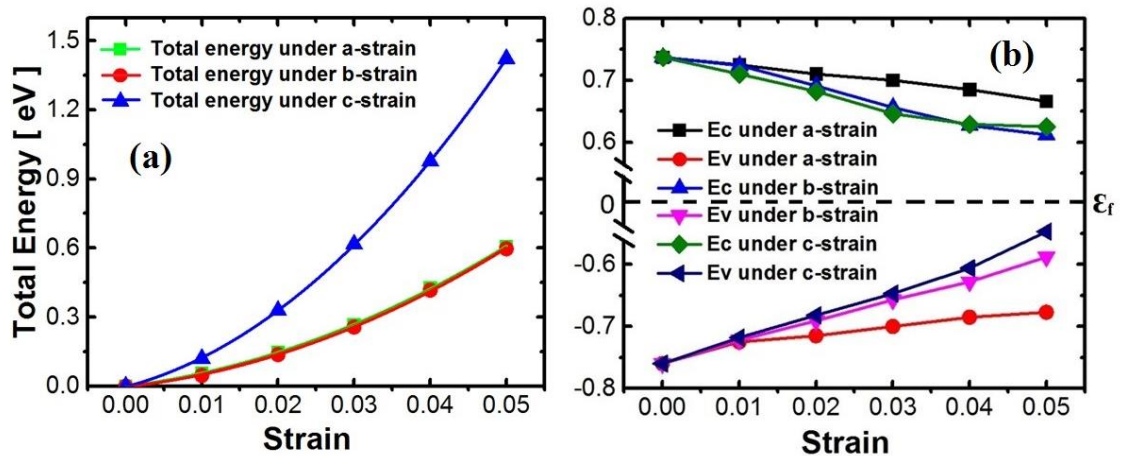 1.5
1.2
0.9
0.6
0.3
0.0
Total Energy [ eV]
Total energy under a-strain
Total energy under b-strain
Total energy under c-strain
(a)
0.00 0.01 0.02 0.03 0.04 0.05
Strain
0.8
0.7
0.6
0
-0.6
-0.7
-0.8
(b)
Ec under a-strain
Ev under a-strain
Ec under b-strain
Ev under b-strain
Ec under c-strain
Ev under c-strain
εf
0.00 0.01 0.02 0.03 0.04 0.05
Strain